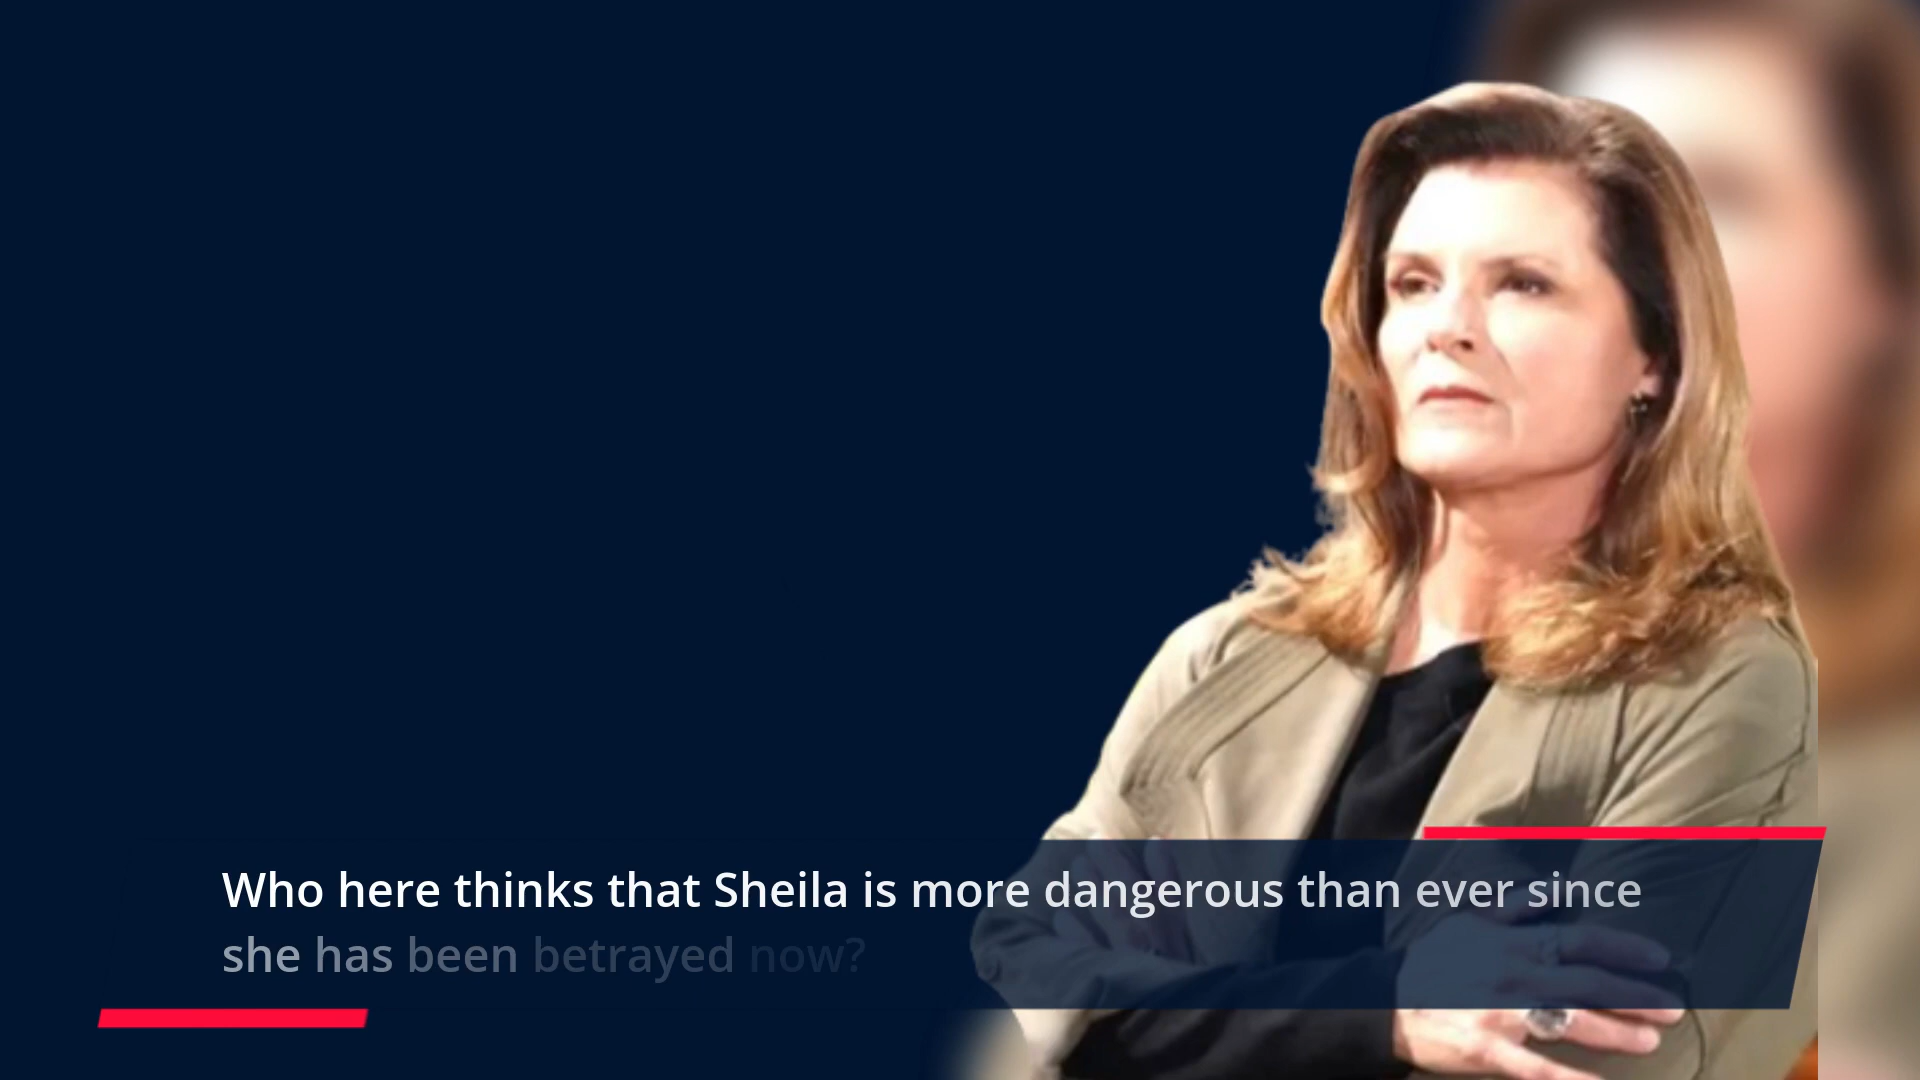 Who here thinks that Sheila is more dangerous than ever since
she has been betrayed now?